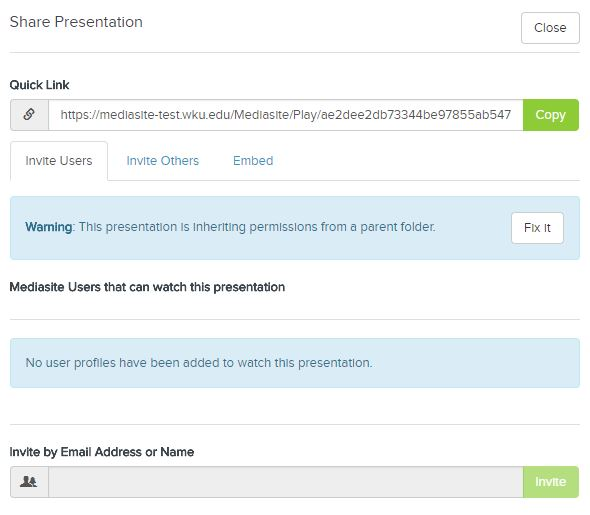 Share Presentation
Close
Quick Link
https://mediasite-test.wku.edu/Mediasite/Play/ae2dee2db73344be97855ab547
Copy
Invite Users
Invite Others
Embed
Warning: This presentation is inheriting permissions from a parent folder.
Fix it
Mediasite Users that can watch this presentation
No user profiles have been added to watch this presentation.
Invite by Email Address or Name
Invite